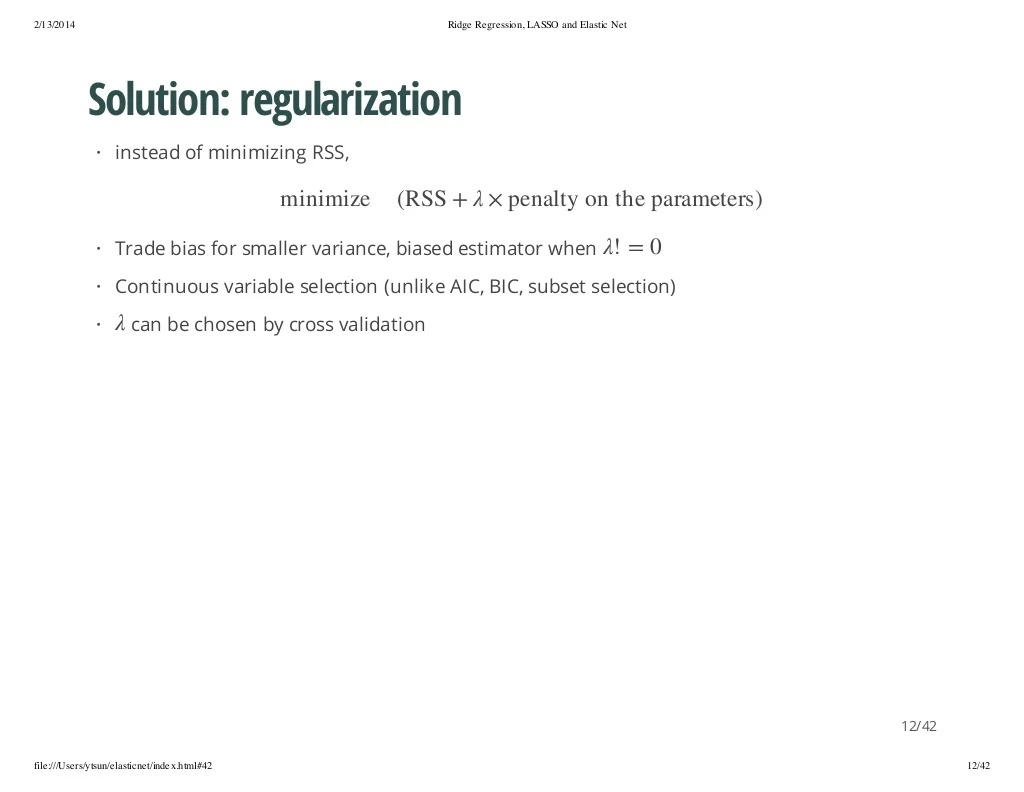 2/13/2014 Ridge Regression, LASSO and Elastic Net
Solution: regularization
· instead of minimizing RSS,
minimize (RSS + λ × penalty on the parameters)
· Trade bias for smaller variance, biased estimator when λ! = 0
· Continuous variable selection (unlike AIC, BIC, subset selection)
· λ can be chosen by cross validation
12/42
file:///Users/ytsun/elasticnet/index.html#42 12/42